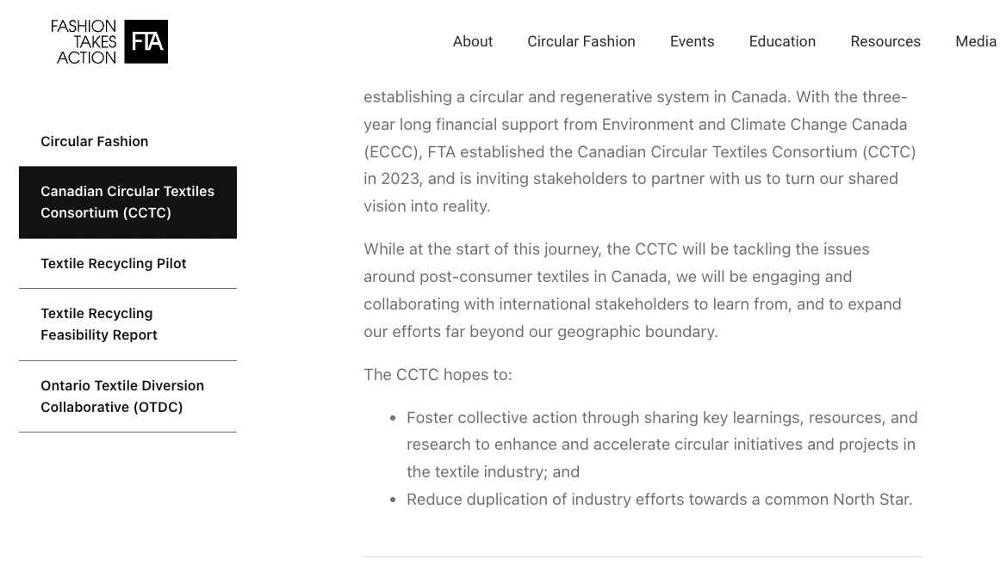 FASHION
TAKES
ACTION
FTA
About
Circular Fashion
Events
Education
Resources
Media
Circular Fashion
Canadian Circular Textiles
Consortium (CCTC)
Textile Recycling Pilot
Textile Recycling
Feasibility Report
Ontario Textile Diversion
Collaborative (OTDC)
establishing a circular and regenerative system in Canada. With the three-
year long financial support from Environment and Climate Change Canada
(ECCC), FTA established the Canadian Circular Textiles Consortium (CCTC)
in 2023, and is inviting stakeholders to partner with us to turn our shared
vision into reality.
While at the start of this journey, the CCTC will be tackling the issues
around post-consumer textiles in Canada, we will be engaging and
collaborating with international stakeholders to learn from, and to expand
our efforts far beyond our geographic boundary.
The CCTC hopes to:
• Foster collective action through sharing key learnings, resources, and
research to enhance and accelerate circular initiatives and projects in
the textile industry; and
• Reduce duplication of industry efforts towards a common North Star.